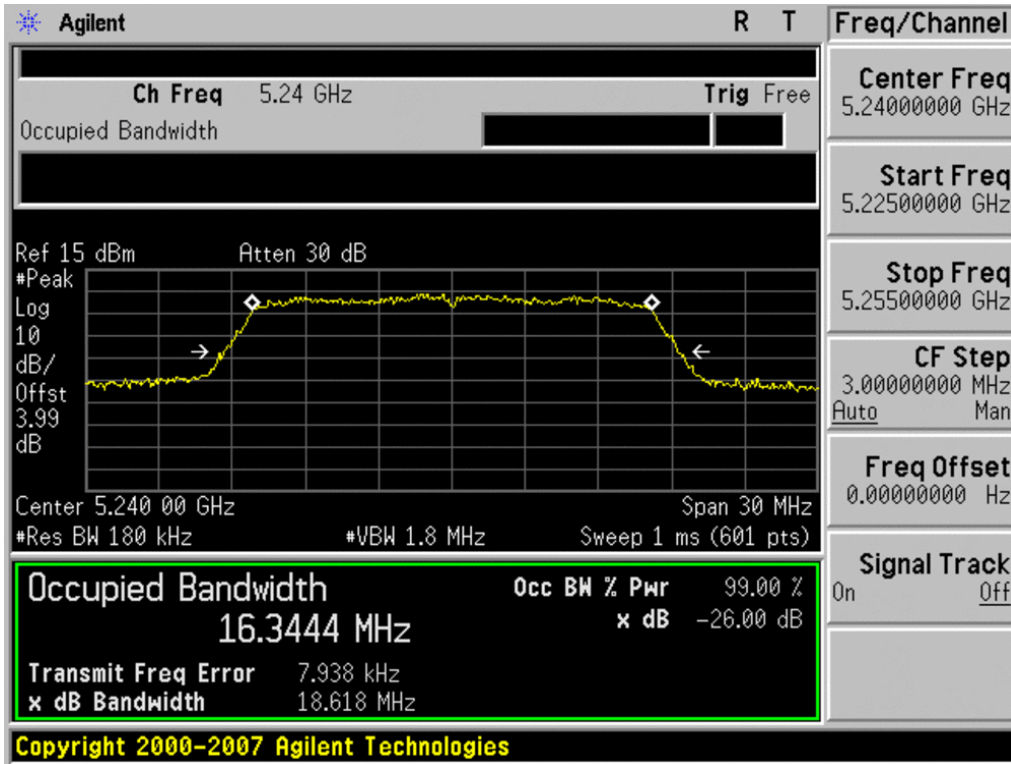 Agilent R T
Ch Freq 5.24 GHz Trig Free
Occupied Bandwidth
Ref 15 dBm Atten 30 dB
#Peak
Log
10
dB/
Offst
3.99
dB
Center 5.240 00 GHz Span 30 MHz
#Res BW 180 kHz #VBW 1.8 MHz Sweep 1 ms (601 pts)
Occupied Bandwidth Occ BW % Pwr 99.00 %
16.3444 MHz x dB -26.00 dB
Transmit Freq Error 7.938 kHz
x dB Bandwidth 18.618 MHz
Copyright 2000-2007 Agilent Technologies
Freq/Channel
Center Freq
5.24000000 GHz
Start Freq
5.22500000 GHz
Stop Freq
5.25500000 GHz
CF Step
3.00000000 MHz
Auto Man
Freq Offset
0.00000000 Hz
Signal Track
On Off